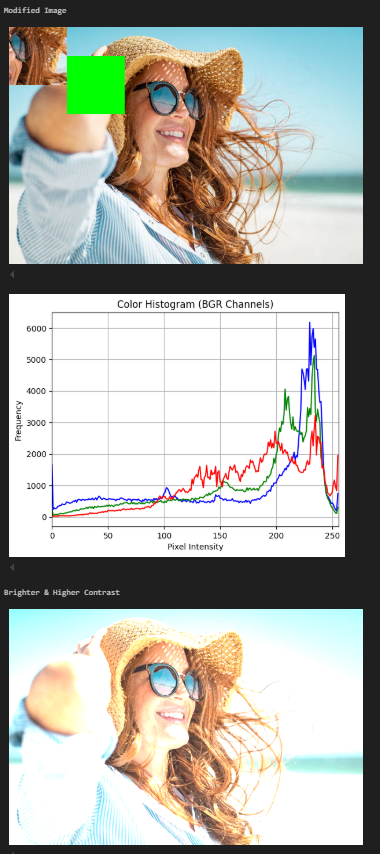 Modified Image
Color Histogram (BGR Channels)
6000
5000
4000
3000
2000
1000
0
Frequency
0 50 100 150 200 250
Pixel Intensity
Brighter & Higher Contrast